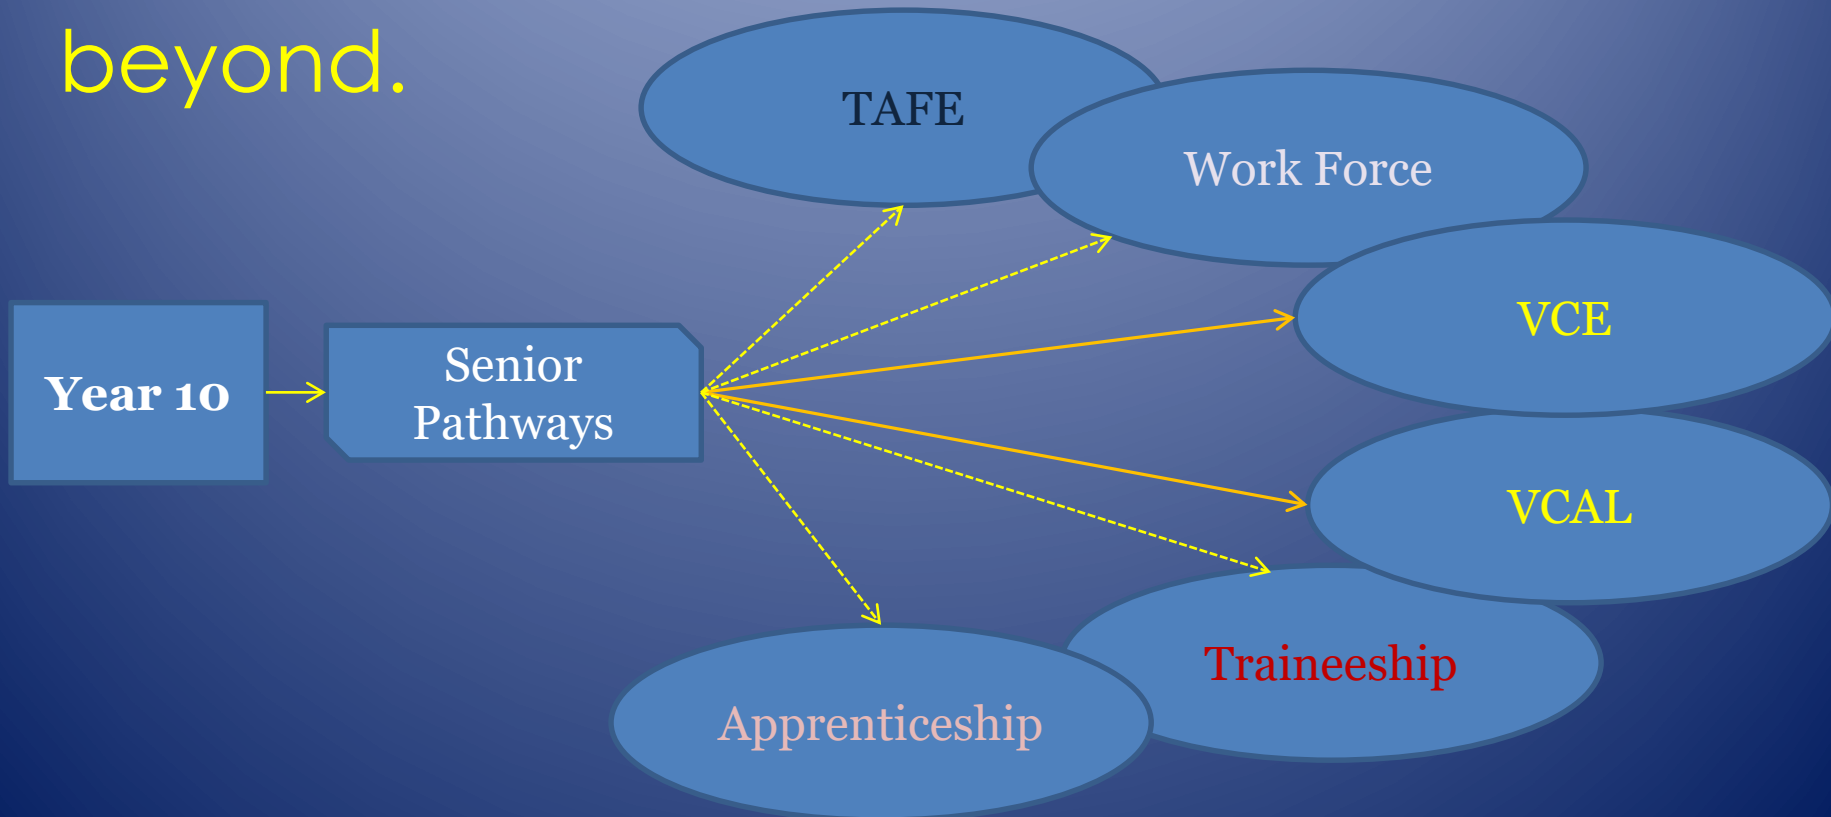 beyond.
TAFE
Work Force
VCE
Year 10
Senior
Pathways
VCAL
Traineeship
Apprenticeship